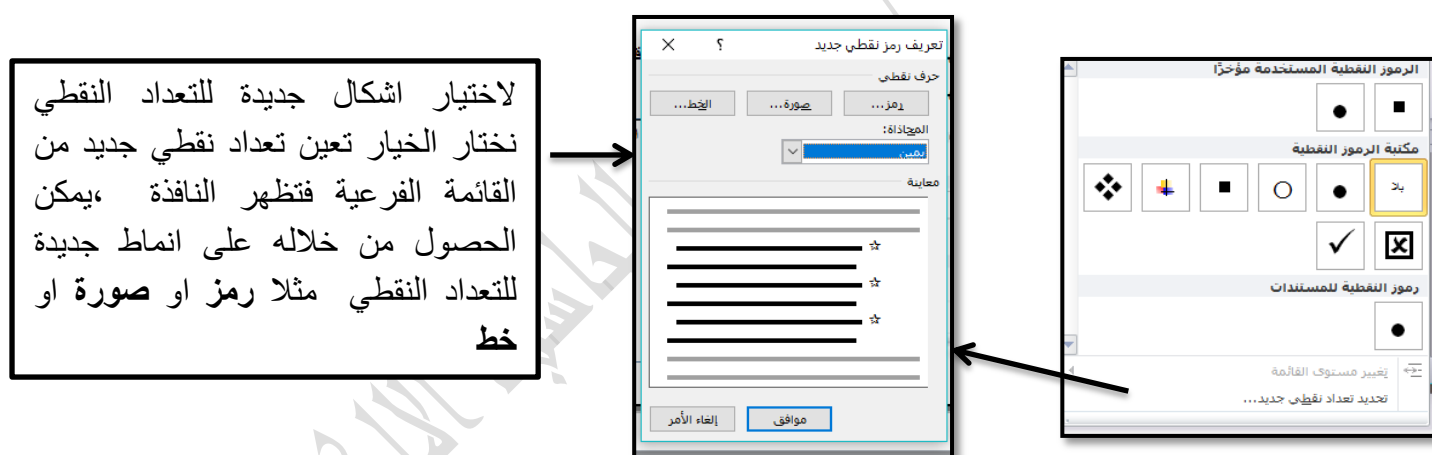 الرموز النقطية المستخدمة مؤخرًا
مكتبة الرموز النقطية
بلا
رموز النقطية للمستندات
تغيير مستوى القائمة
تحديد تعداد نقطي جديد...
تعريف رمز نقطي جديد
؟
حرف نقطي
رمز... صورة... الخط...
المحاذاة:
يمين
معاينة
موافق إلغاء الأمر
لاختيار اشكال جديدة للتعداد النقطي
نختار الخيار تعين تعداد نقطي جديد من
القائمة الفرعية فتظهر النافذة ،يمكن
الحصول من خلاله على انماط جديدة
للتعداد النقطي مثلا رمز او صورة او
خط